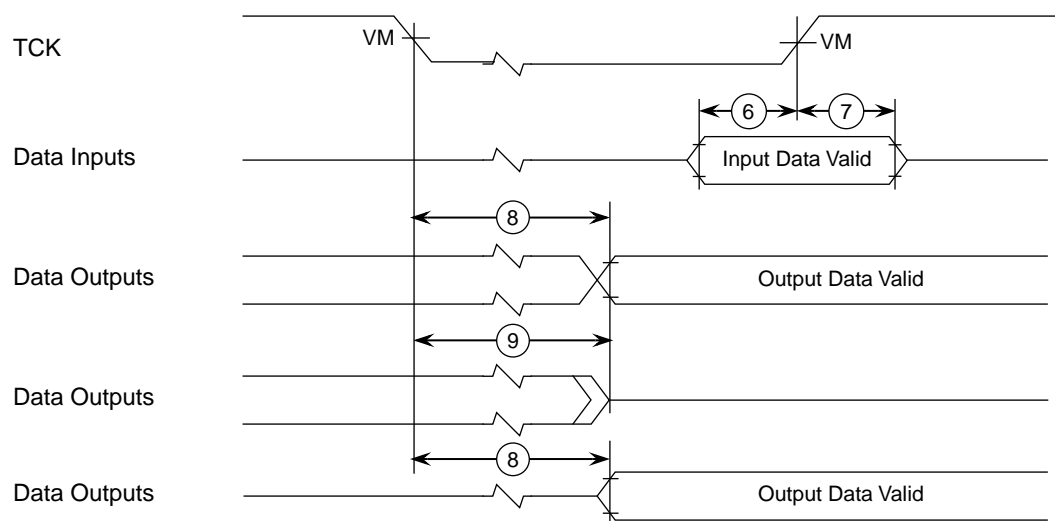 TCK
VM
VM
6
7
Data Inputs
Input Data Valid
8
Data Outputs
Output Data Valid
9
Data Outputs
8
Data Outputs
Output Data Valid